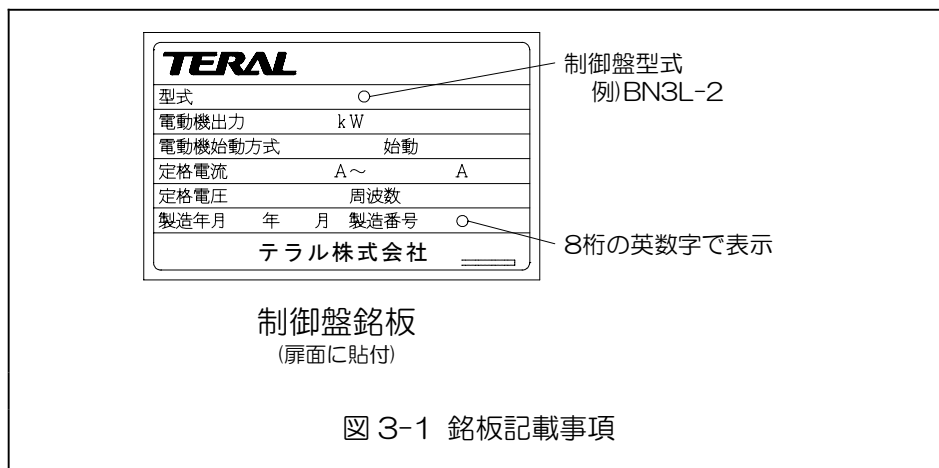 TERAL
型式
電動機出力 kW
電動機始動方式 始動
定格電流 A～ A
定格電圧 周波数
製造年月 年 月 製造番号
テラル株式会社
制御盤型式
例)BN3L-2
8桁の英数字で表示
制御盤銘板
(扉面に貼付)
図 3-1 銘板記載事項